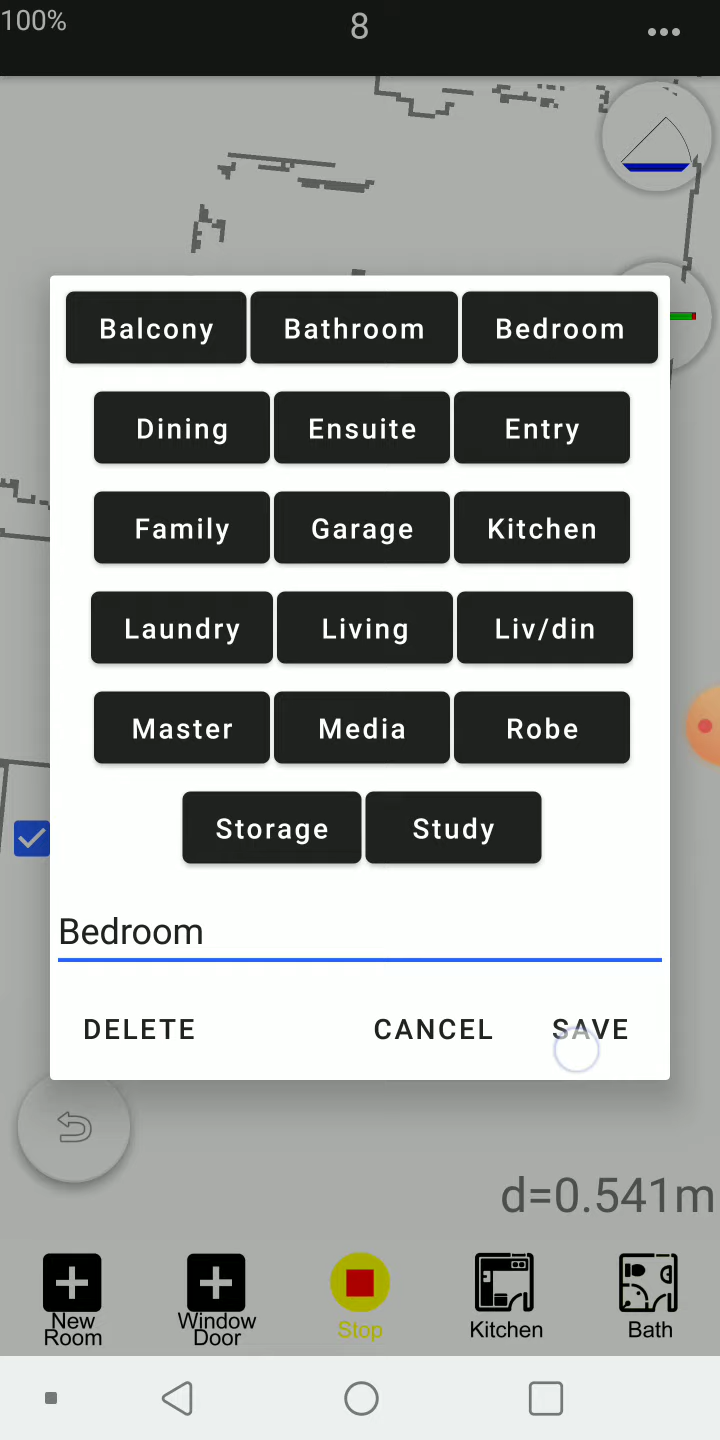 100%
8
Balcony Bathroom Bedroom
Dining Ensuite Entry
Family Garage Kitchen
Laundry Living Liv/din
Master Media Robe
Storage Study
Bedroom
DELETE CANCEL SAVE
d=0.541m
New Room
Window Door
Stop
Kitchen
Bath